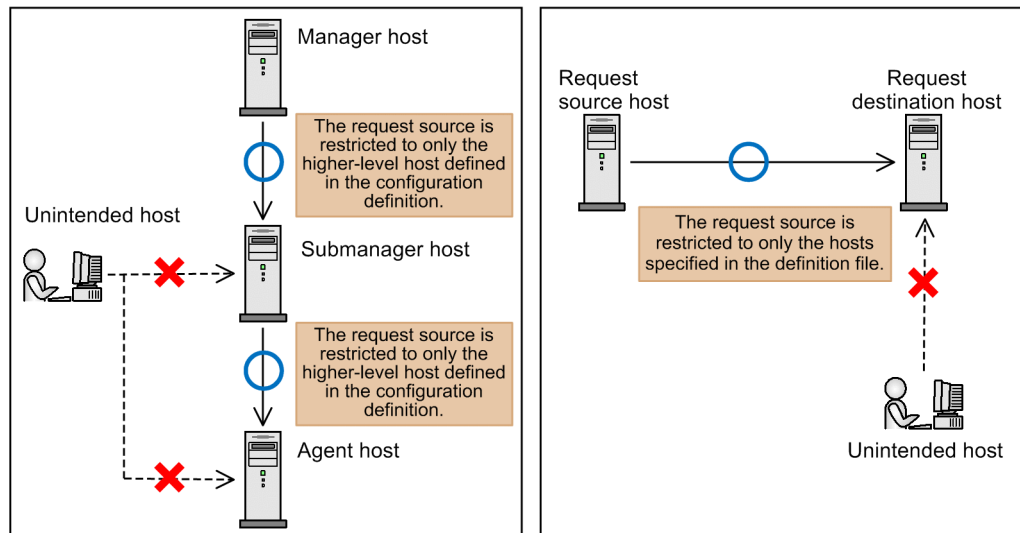 Manager host
The request source is
restricted to only the
higher-level host defined
in the configuration
definition.
Unintended host
Submanager host
The request source is
restricted to only the
higher-level host defined
in the configuration
definition.
Agent host
Request
source host
Request
destination host
The request source is
restricted to only the hosts
specified in the definition file.
Unintended host